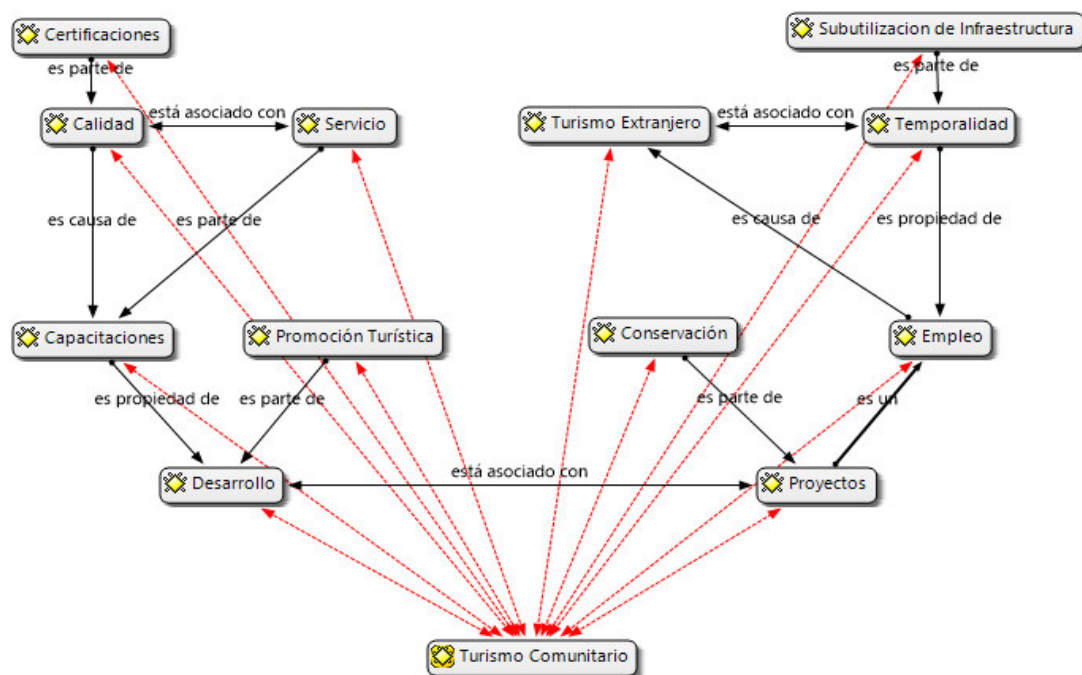 Certificaciones
Subutilizacion de Infraestructura
es parte de
es parte de
Calidad
está asociado con
Servicio
Turismo Extranjero
está asociado con
Temporalidad
es causa de
es parte de
es causa de
es propiedad de
Capacitaciones
Promoción Turística
Conservación
Empleo
es propiedad de
es parte de
es parte de
es un
Desarrollo
está asociado con
Proyectos
Turismo Comunitario